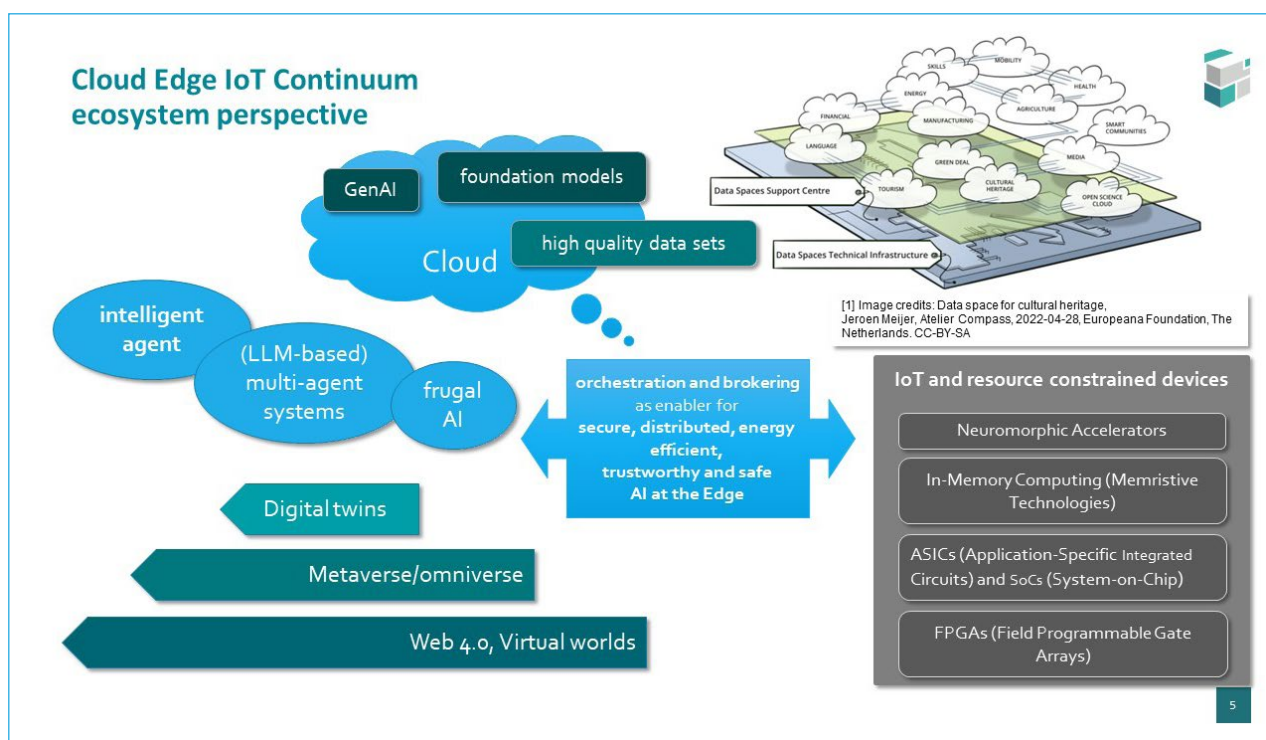 Cloud Edge IoT Continuum
ecosystem perspective
GenAI
foundation models
high quality data sets
Cloud
SKILLS
MOBILITY
HEALTH
ENERGY
AGRICULTURE
FINANCIAL
MANUFACTURING
SMART
COMMUNITIES
LANGUAGE
GREEN DEAL
MEDIA
TOURISM
CULTURAL
HERITAGE
OPEN SCIENCE
CLOUD
Data Spaces Support Centre
Data Spaces Technical Infrastructure
[1] Image credits: Data space for cultural heritage,
Jeroen Meijer, Atelier Compass, 2022-04-28, Europeana Foundation, The
Netherlands. CC-BY-SA
intelligent
agent
(LLM-based)
multi-agent
systems
frugal
AI
orchestration and brokering
as enabler for
secure, distributed, energy
efficient,
trustworthy and safe
AI at the Edge
IoT and resource constrained devices
Neuromorphic Accelerators
In-Memory Computing (Memristive
Technologies)
ASICs (Application-Specific Integrated
Circuits) and SoCs (System-on-Chip)
FPGAs (Field Programmable Gate
Arrays)
Digital twins
Metaverse/omniverse
Web 4.0, Virtual worlds
5